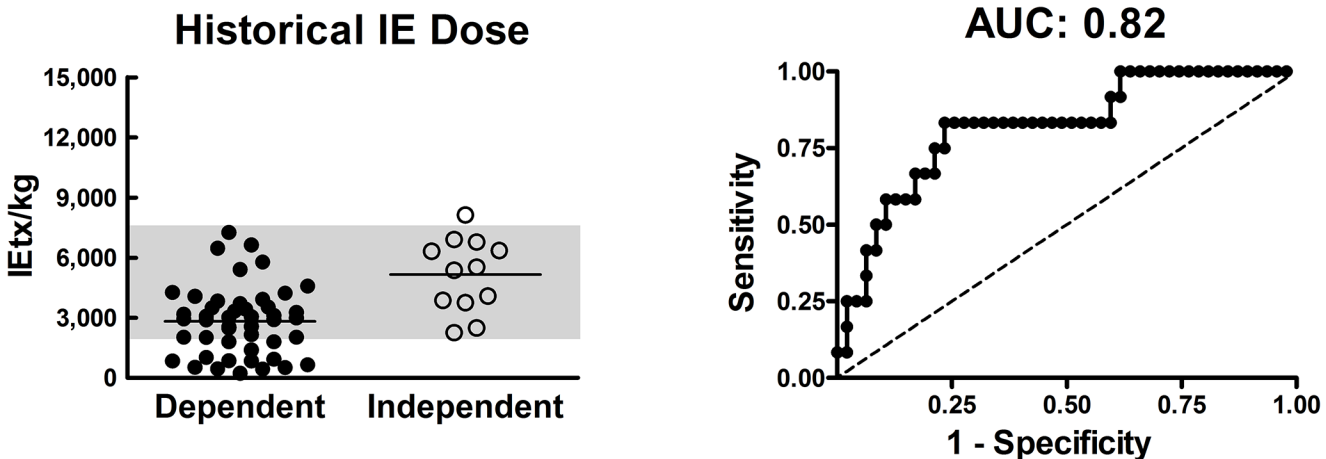 Historical IE Dose
IEtx/kg
15,000
12,000
9,000
6,000
3,000
0
Dependent
Independent
AUC: 0.82
Sensitivity
1.00
0.75
0.50
0.25
0.00
0.25
0.50
0.75
1.00
1 - Specificity